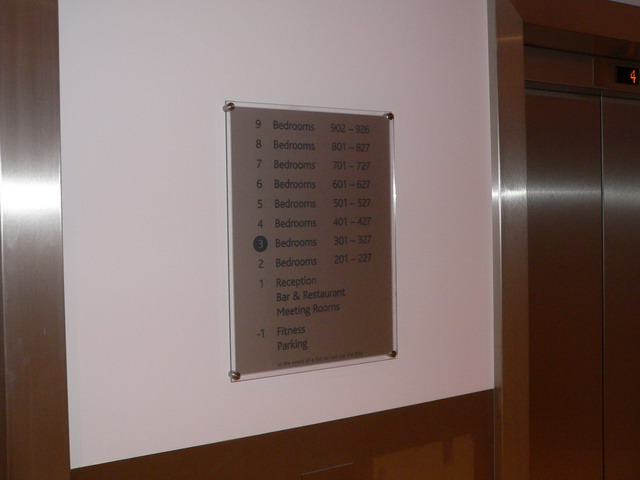 4
9 Bedrooms 902 – 926
8 Bedrooms 801 – 827
7 Bedrooms 701 – 727
6 Bedrooms 601 – 627
5 Bedrooms 501 – 527
4 Bedrooms 401 – 427
3 Bedrooms 301 – 327
2 Bedrooms 201 – 227
1 Reception
Bar & Restaurant
Meeting Rooms
-1 Fitness
Parking